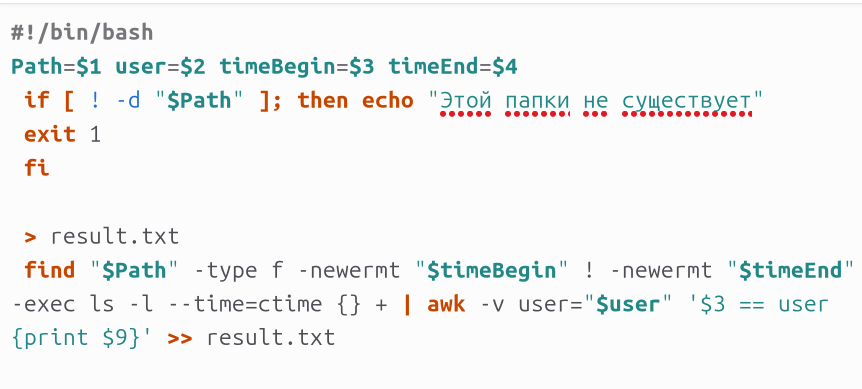 #!/bin/bash
Path=$1 user=$2 timeBegin=$3 timeEnd=$4
if [ ! -d "$Path" ]; then echo "Этой папки не существует"
exit 1
fi
> result.txt
find "$Path" -type f -newermt "$timeBegin" ! -newermt "$timeEnd"
-exec ls -l --time=ctime {} + | awk -v user="$user" '$3 == user
{print $9}' >> result.txt